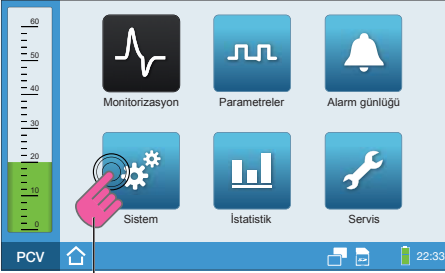 60
50
40
30
20
10
0
Monitorizasyon
Parametreler
Alarm günlüğü
Sistem
İstatistik
Servis
PCV
22:33